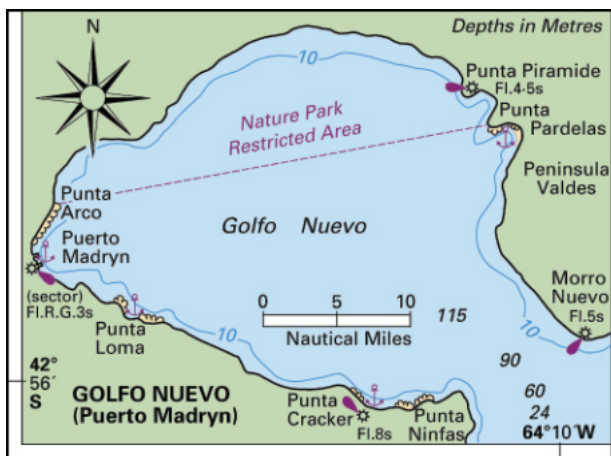 N
Depths in Metres
10
Punta Piramide
Fl.4·5s
Punta
Pardelas
Nature Park
Restricted Area
Peninsula
Valdes
Punta
Arco
Golfo Nuevo
Puerto
Madryn
(sector)
Fl.R.G.3s
Morro
Nuevo
Fl.5s
0 5 10
Nautical Miles
115
10
10
Punta
Loma
90
42°
56′
S
GOLFO NUEVO
(Puerto Madryn)
Punta
Cracker
Fl.8s
Punta
Ninfas
60
24
64°10′W